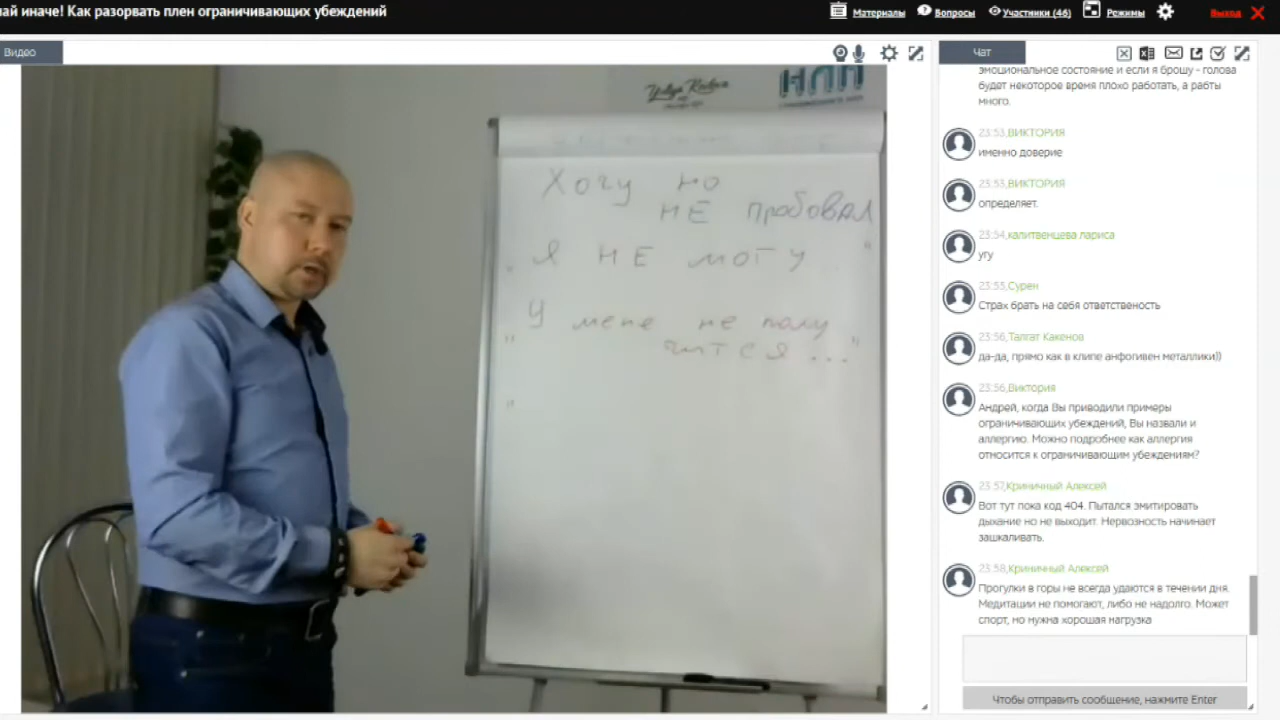 ай иначе! Как разорвать плен ограничивающих убеждений
Материалы
Вопросы
Участники (46)
Режимы
Выход
Видео
Чат
НЛП
Хочу но
не пробовал
"Я не могу"
У меня не полу
" чится..."
"
эмоциональное состояние и если я брошу - голова
будет некоторое время плохо работать, а рабты
много.
23:53,ВИКТОРИЯ
именно доверие
23:53,ВИКТОРИЯ
определяет.
23:54,калитвенцева лариса
угу
23:55,Сурен
Страх брать на себя ответственость
23:56,Талгат Какенов
да-да, прямо как в клипе анфогивен металлики))
23:56,Виктория
Андрей, когда Вы приводили примеры
ограничивающих убеждений, Вы назвали и
аллергию. Можно подробнее как аллергия
относится к ограничивающим убеждениям?
23:57,Криничный Алексей
Вот тут пока код 404. Пытался эмитировать
дыхание но не выходит. Нервозность начинает
зашкаливать.
23:58,Криничный Алексей
Прогулки в горы не всегда удаются в течении дня.
Медитации не помогают, либо не надолго. Может
спорт, но нужна хорошая нагрузка
Чтобы отправить сообщение, нажмите Enter